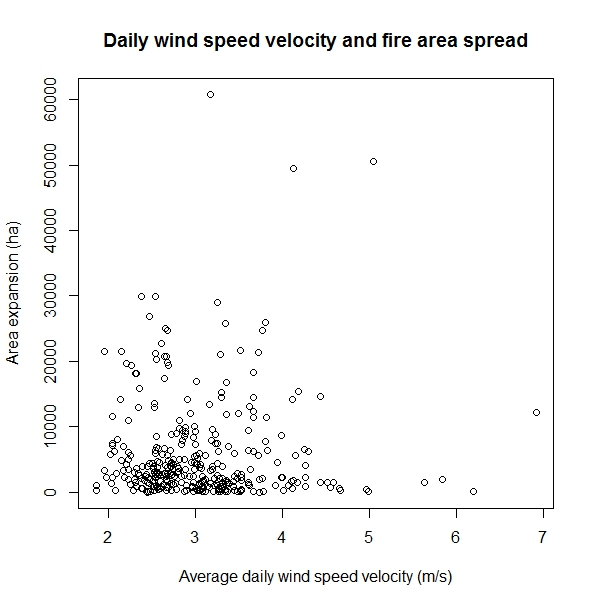 Daily wind speed velocity and fire area spread
Area expansion (ha)
60000
50000
40000
30000
20000
10000
0
2 3 4 5 6 7
Average daily wind speed velocity (m/s)